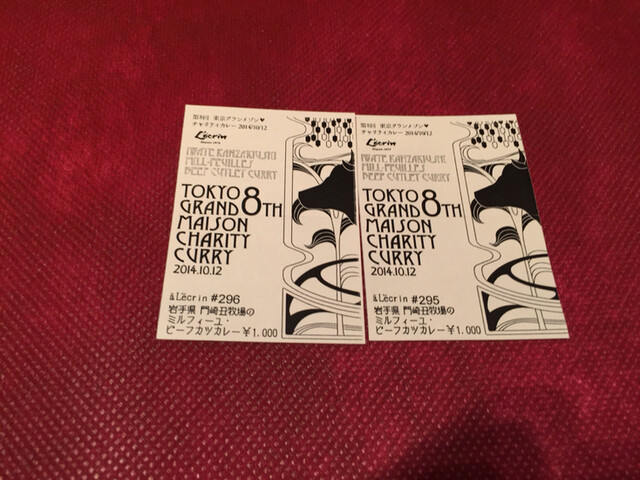 第8回 東京グランメゾン♥
チャリティカレー 2014/10/12
L'ecrin
IWATE KANZAKIUSHI
MILL-FEUILLES
BEEF CUTLET CURRY
TOKYO
GRAND 8TH
MAISON
CHARITY
CURRY
2014.10.12
&L'ecrin #296
岩手県 門崎丑牧場の
ミルフィーユ・
ビーフカツカレー ¥1,000
第8回 東京グランメゾン♥
チャリティカレー 2014/10/12
L'ecrin
IWATE KANZAKIUSHI
MILL-FEUILLES
BEEF CUTLET CURRY
TOKYO
GRAND 8TH
MAISON
CHARITY
CURRY
2014.10.12
&L'ecrin #295
岩手県 門崎丑牧場の
ミルフィーユ・
ビーフカツカレー ¥1,000